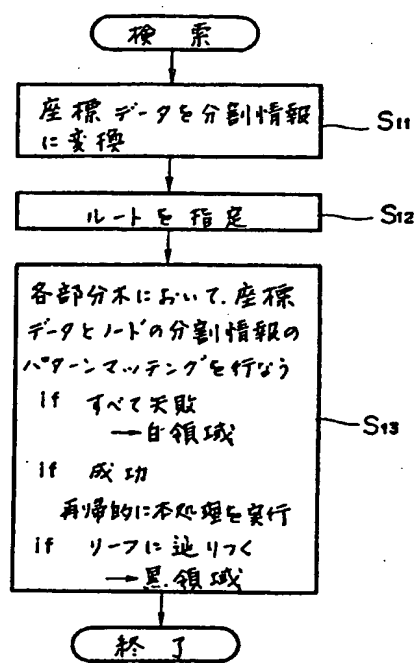 検索
座標データを分割情報
に変換
S11
ルートを指定
S12
各部分木において、座標
データとノードの分割情報の
パターンマッチングを行なう
if すべて失敗
→白領域
if 成功
再帰的に本処理を実行
if リーフに辿りつく
→黒領域
S13
終了